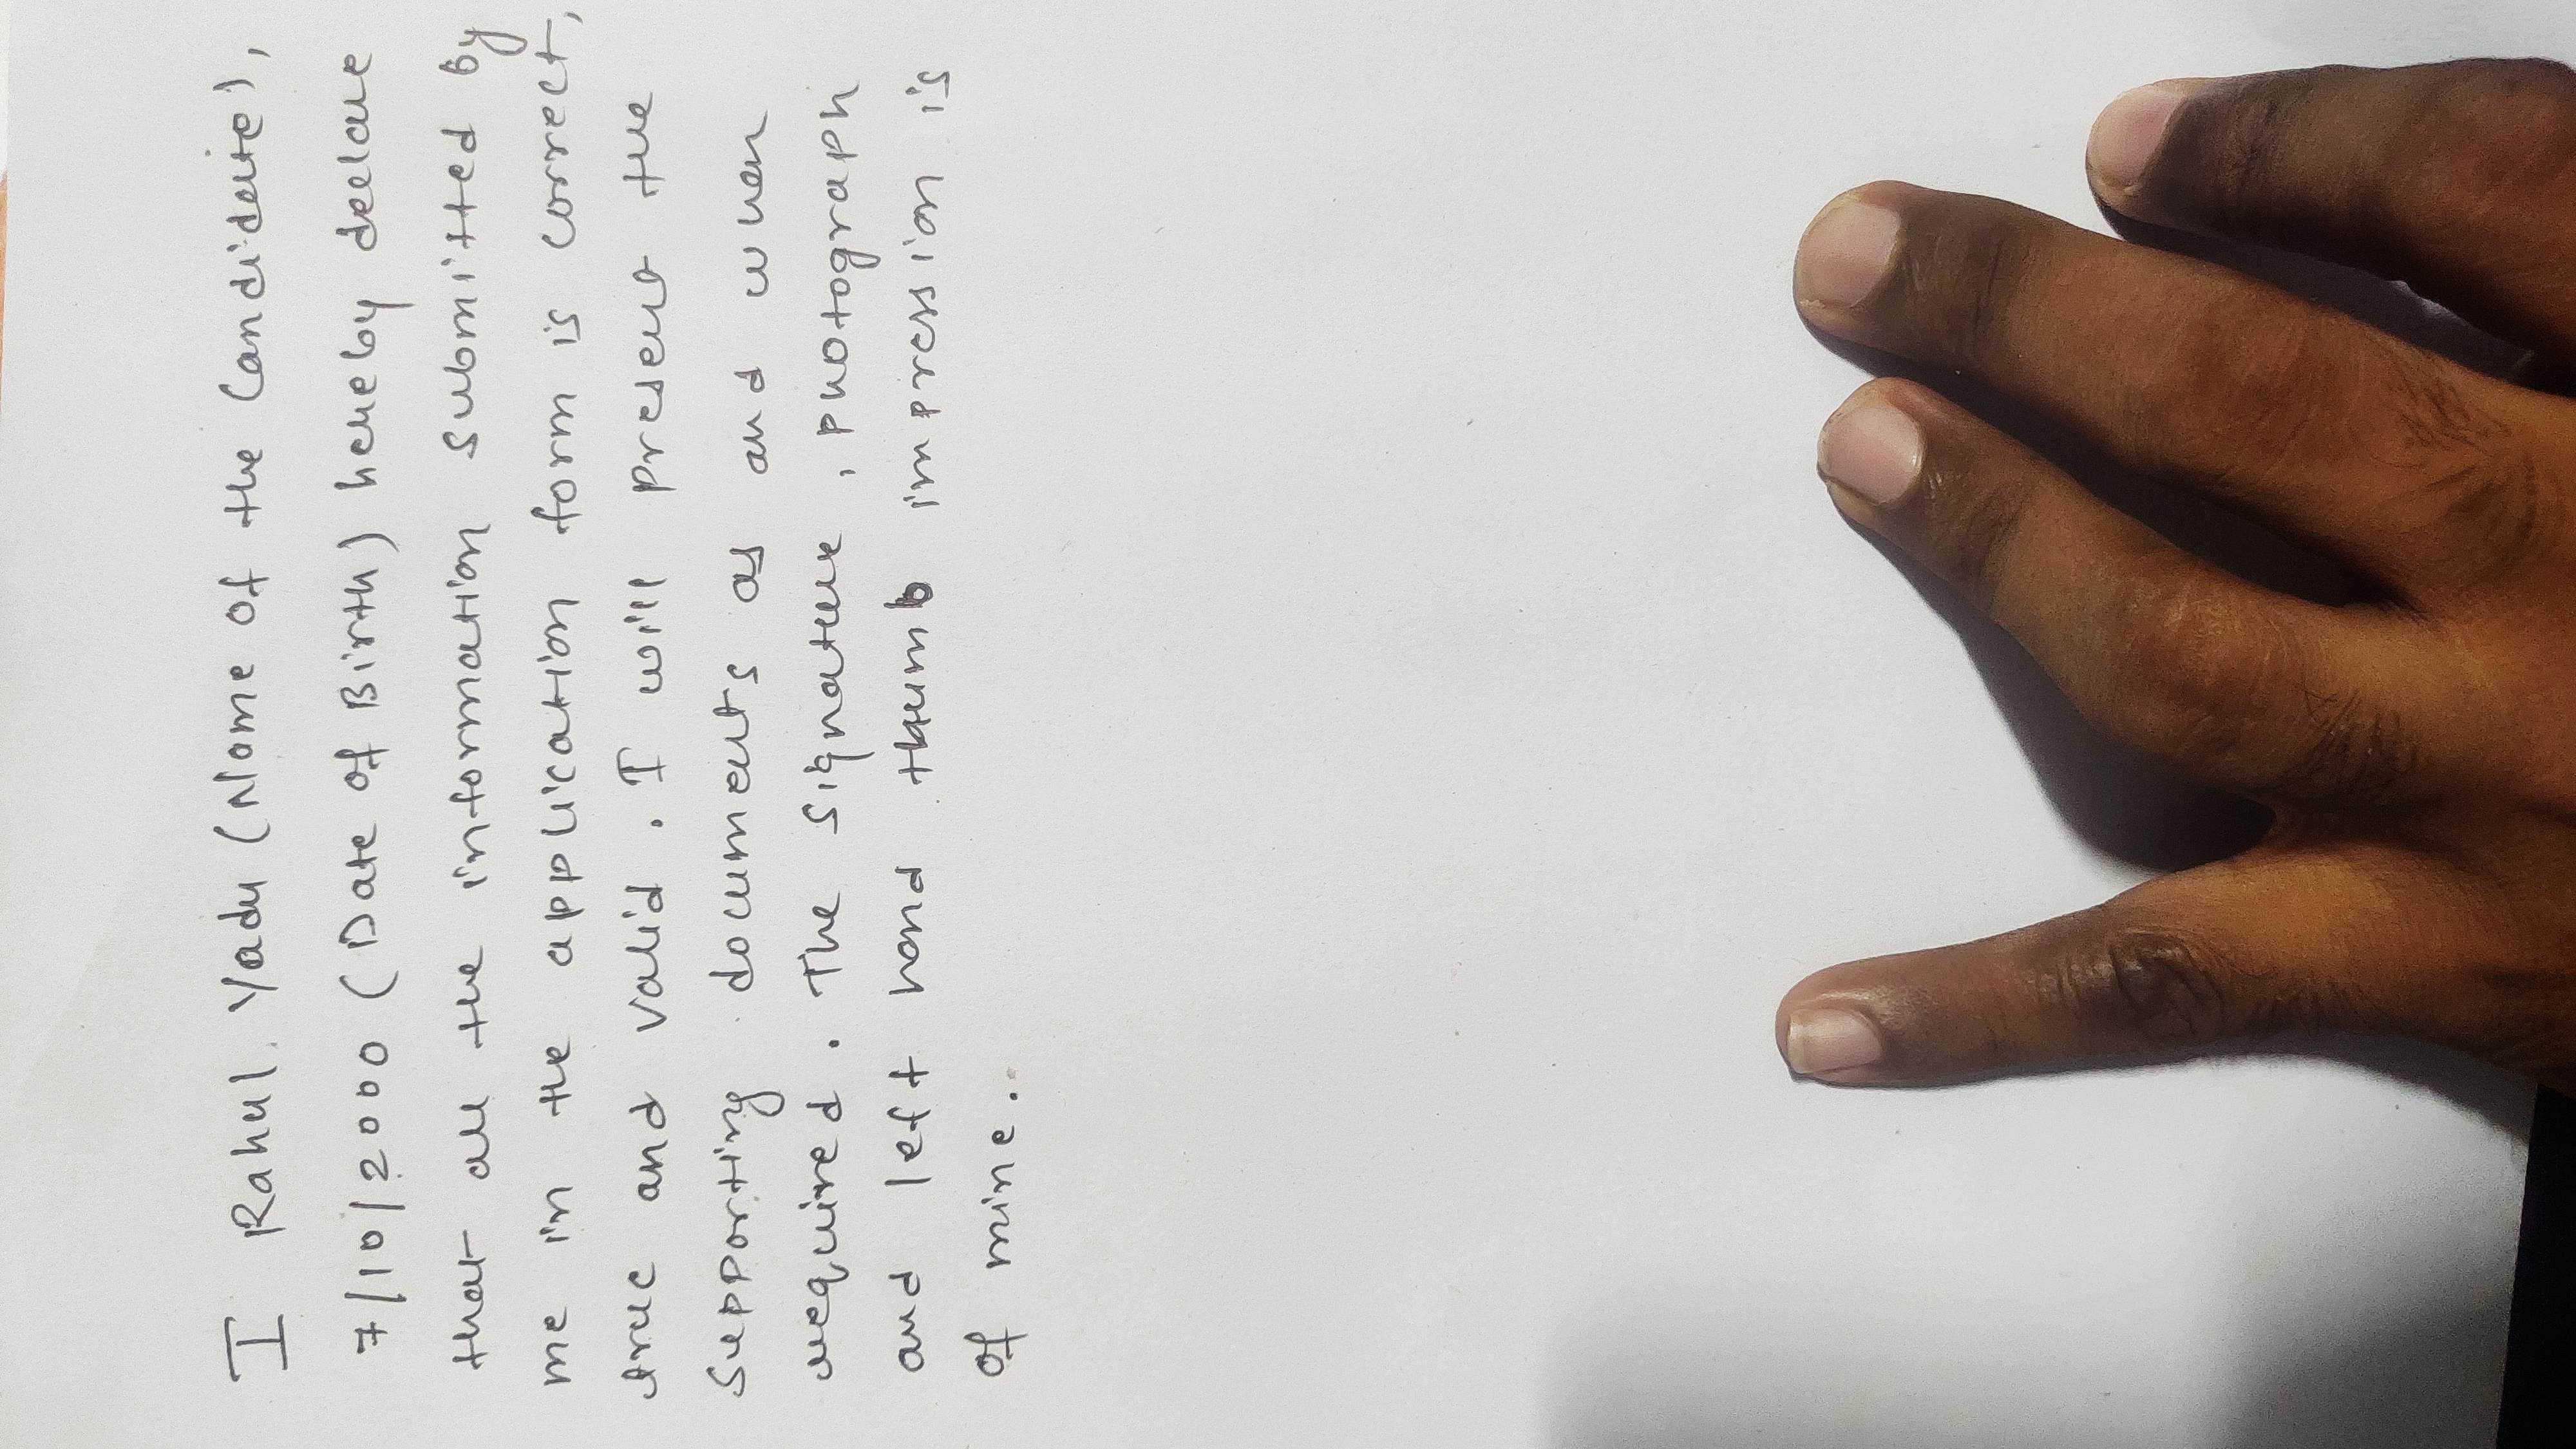 I Rahul Yadu (Name of the Candidate),
7/10/2000 (Date of Birth) hereby declare
that all the information submitted by
me in the application form is correct,
true and valid. I will present the
supporting documents as and when
required. The signature, photograph
and left hand thumb impression is
of mine.